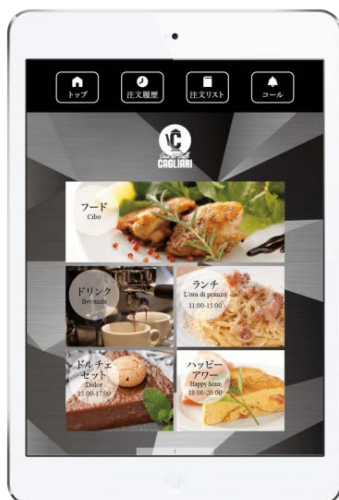 トップ
注文履歴
注文リスト
コール
CAGLIARI
フード
Cibo
ドリンク
Bevanda
ランチ
L'ora di pranzo
11:00-15:00
ドルチェ
セット
Dolce
15:00-17:00
ハッピー
アワー
Happy hour
18:00-20:00